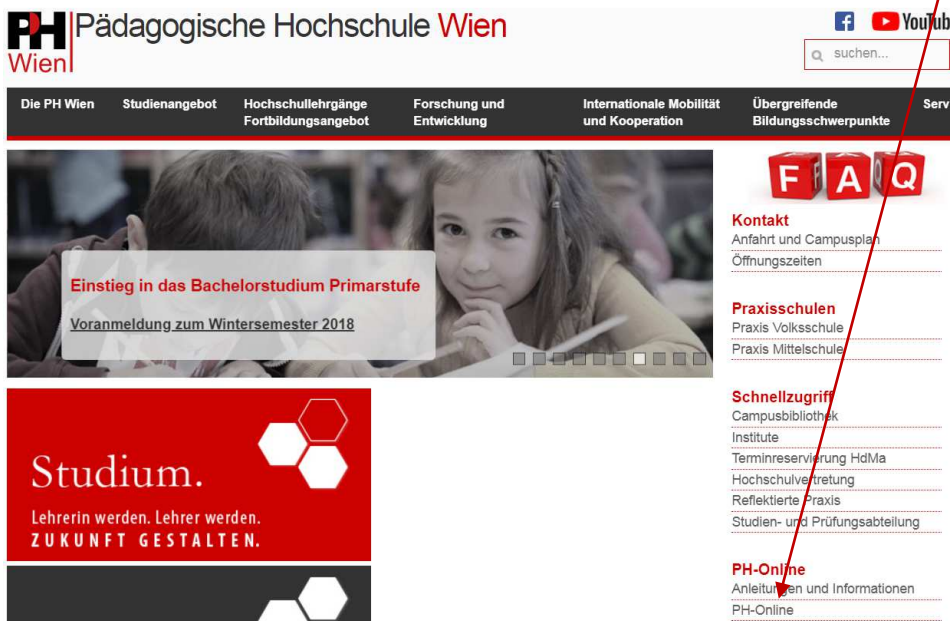 PH Pädagogische Hochschule Wien
Wien
YouTub
suchen...
Die PH Wien
Studienangebot
Hochschullehrgänge
Fortbildungsangebot
Forschung und
Entwicklung
Internationale Mobilität
und Kooperation
Übergreifende
Bildungsschwerpunkte
Serv
FAQ
Einstieg in das Bachelorstudium Primarstufe
Voranmeldung zum Wintersemester 2018
Kontakt
Anfahrt und Campusplan
Öffnungszeiten
Praxisschulen
Praxis Volksschule
Praxis Mittelschule
Schnellzugriff
Campusbibliothek
Institute
Terminreservierung HdMa
Hochschulvertretung
Reflektierte Praxis
Studien- und Prüfungsabteilung
PH-Online
Anleitungen und Informationen
PH-Online
Studium.
Lehrerin werden. Lehrer werden.
ZUKUNFT GESTALTEN.